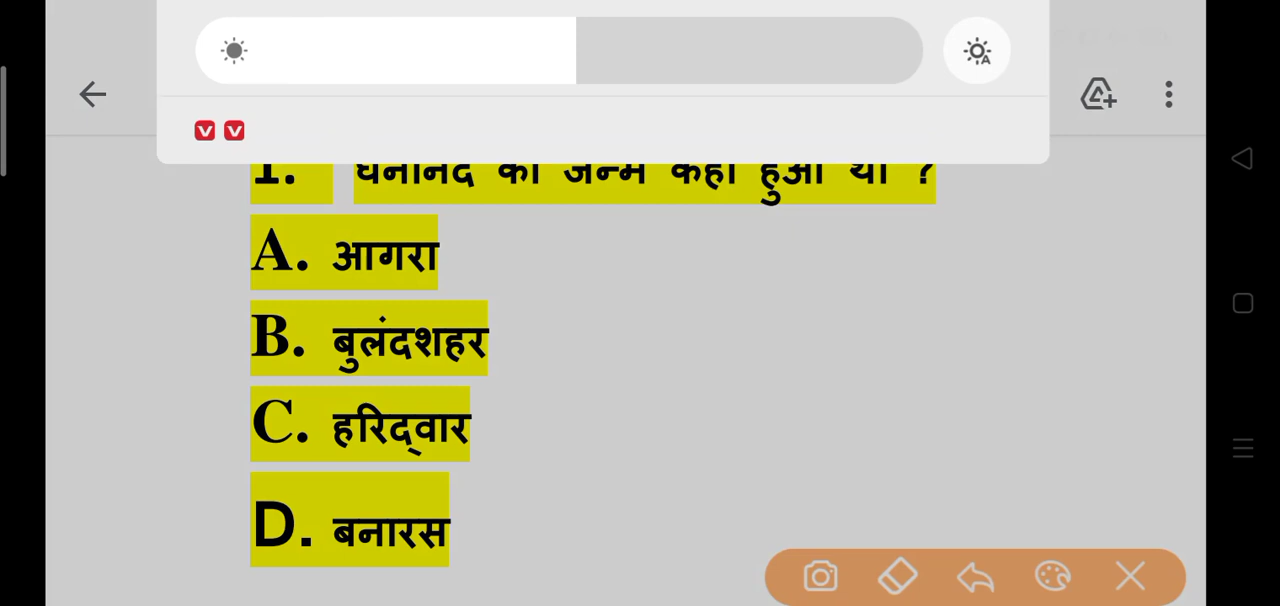 1. घनानंद का जन्म कहाँ हुआ था ?
A. आगरा
B. बुलंदशहर
C. हरिद्वार
D. बनारस